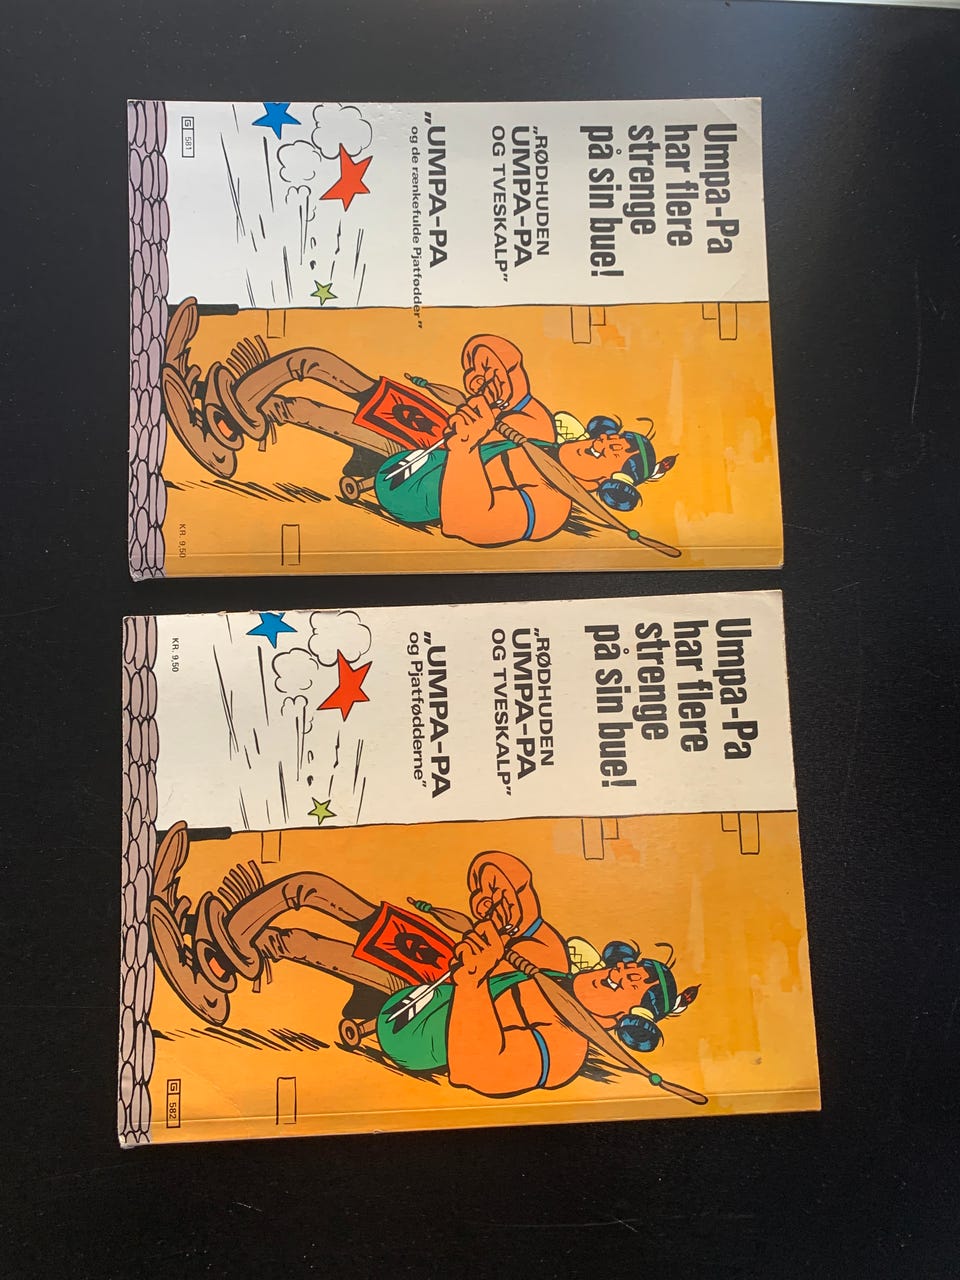 Umpa-Pa
har flere
strenge
på sin bue!
„RØDHUDEN
UMPA-PA
OG TVESKALP”
„UMPA-PA
og de rænkefulde Pjatfødder”
G 581
KR. 9,50
Umpa-Pa
har flere
strenge
på sin bue!
„RØDHUDEN
UMPA-PA
OG TVESKALP”
„UMPA-PA
og Pjatfødderne”
KR. 9,50
G 582